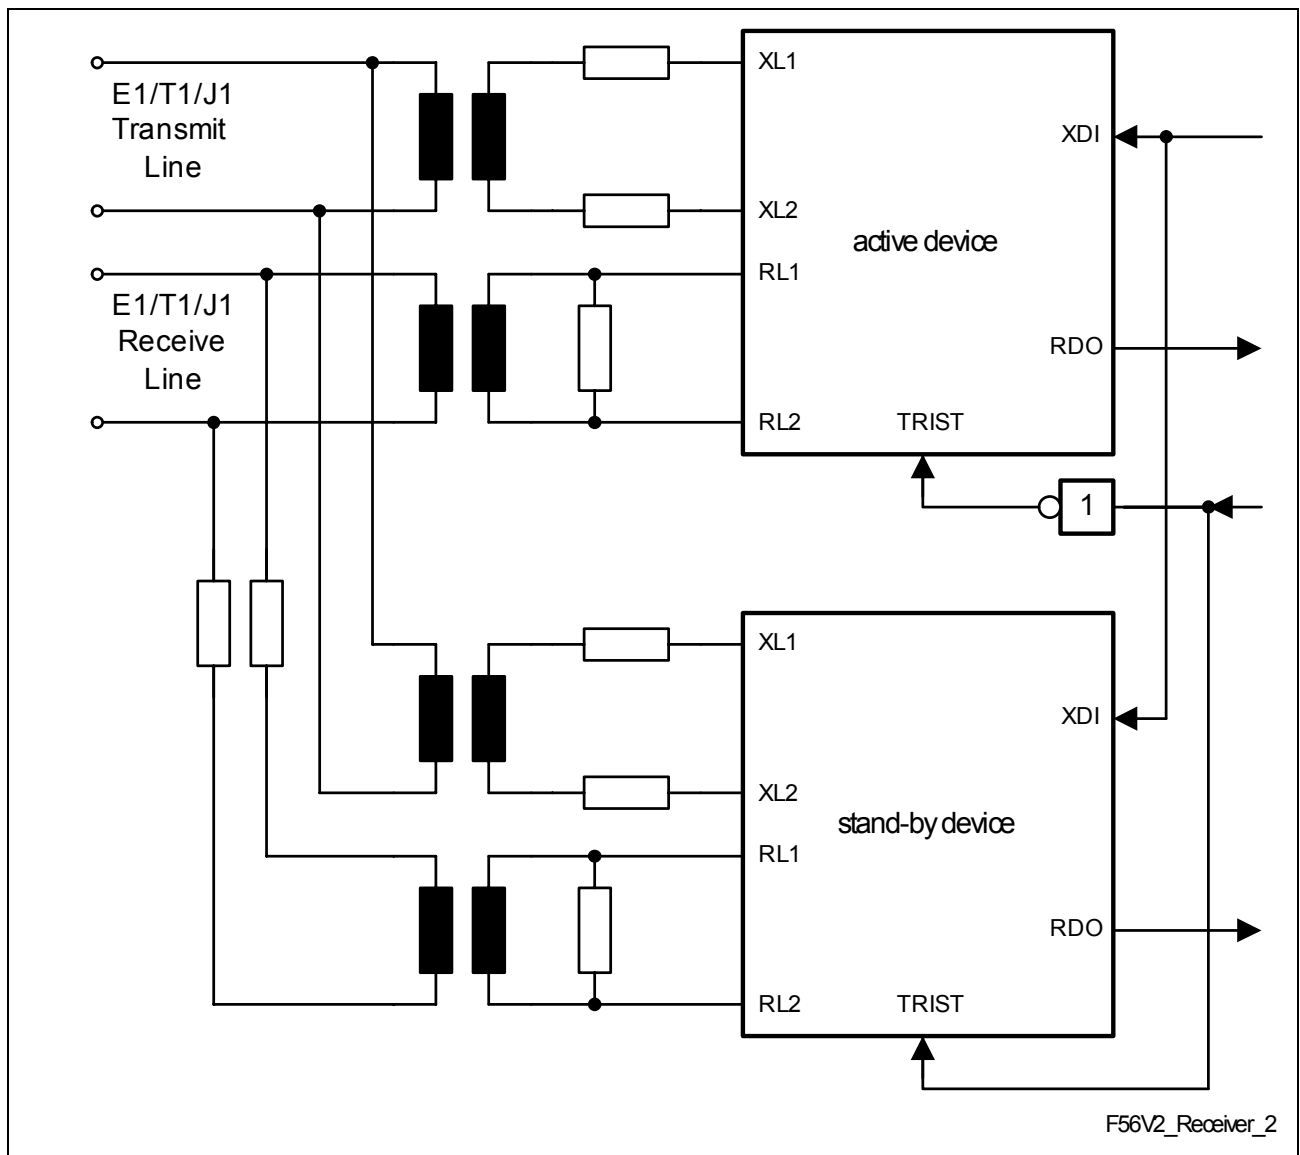 E1/T1/J1
Transmit
Line
E1/T1/J1
Receive
Line
XL1
XDI
XL2
active device
RL1
RDO
RL2
TRIST
1
XL1
XDI
XL2
stand-by device
RL1
RDO
RL2
TRIST
F56V2_Receiver_2